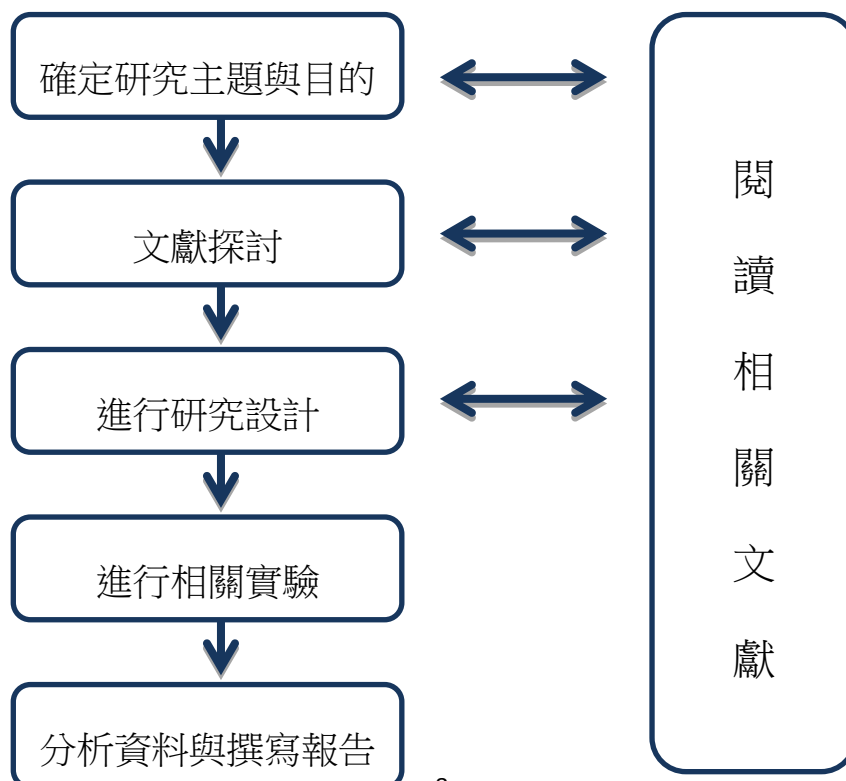 確定研究主題與目的
文獻探討
進行研究設計
進行相關實驗
分析資料與撰寫報告
閱
讀
相
關
文
獻